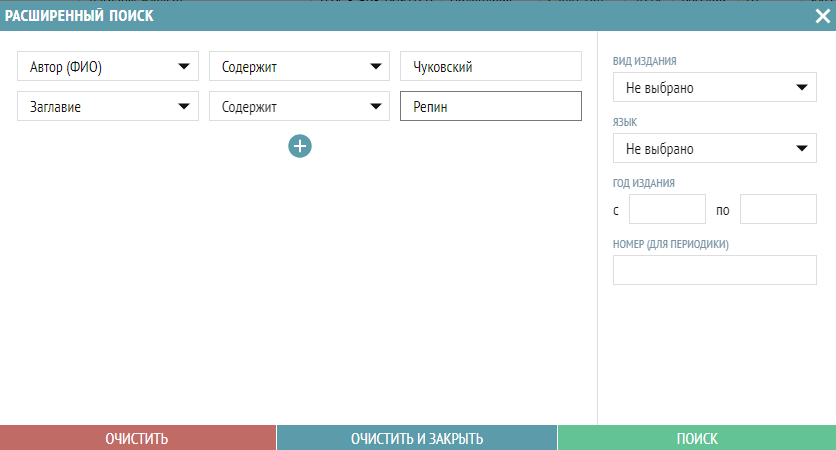 РАСШИРЕННЫЙ ПОИСК
Автор (ФИО) Содержит Чуковский
Заглавие Содержит Репин
ВИД ИЗДАНИЯ
Не выбрано
ЯЗЫК
Не выбрано
ГОД ИЗДАНИЯ
с по
НОМЕР (ДЛЯ ПЕРИОДИКИ)
ОЧИСТИТЬ ОЧИСТИТЬ И ЗАКРЫТЬ ПОИСК